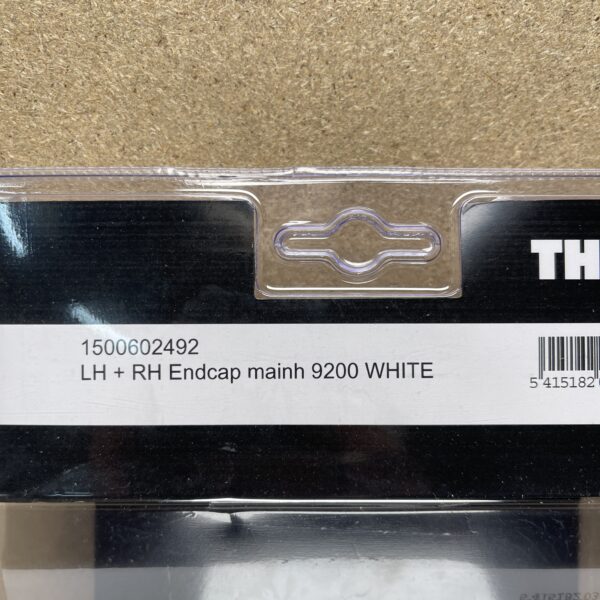 TH
1500602492
LH + RH Endcap mainh 9200 WHITE
5 415182